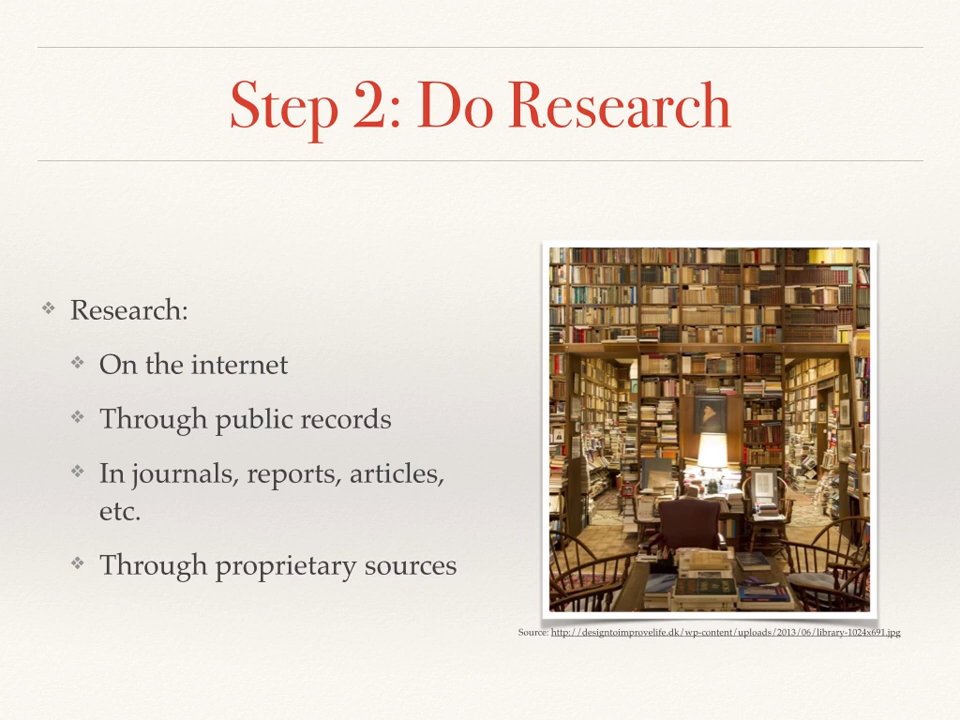 Step 2: Do Research
Research:
On the internet
Through public records
In journals, reports, articles,
etc.
Through proprietary sources
Source: http://designtoimprovelife.dk/wp-content/uploads/2013/06/library-1024x691.jpg